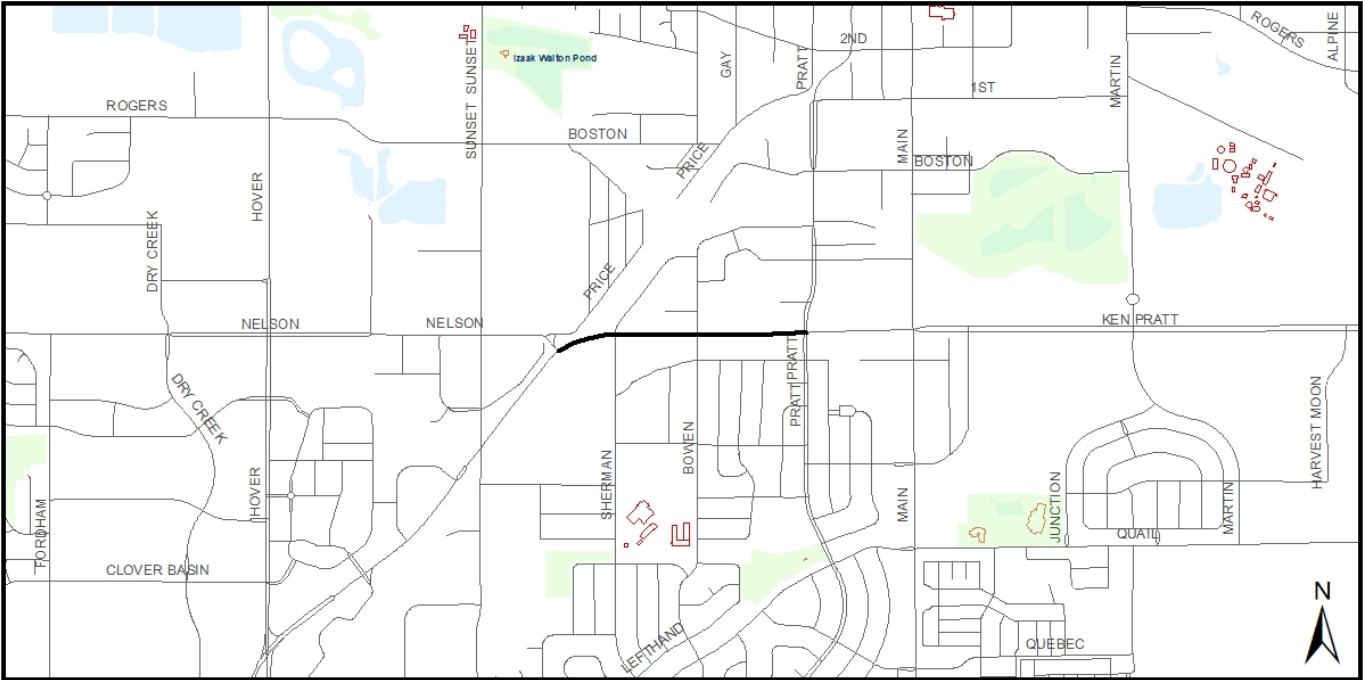 ROGERS
ALPINE
2ND
SUNSET
GAY
PRATT
Izaak Walton Pond
MARTIN
1ST
ROGERS
SUNSET
BOSTON
MAIN
PRICE
BOSTON
HOVER
DRY CREEK
PRICE
NELSON
NELSON
KEN PRATT
PRATT
PRATT
DRY CREEK
HARVEST MOON
BOWEN
HOVER
SHERMAN
MAIN
JUNCTION
MARTIN
FORDHAM
QUAIL
CLOVER BASIN
N
LEFTHAND
QUEBEC